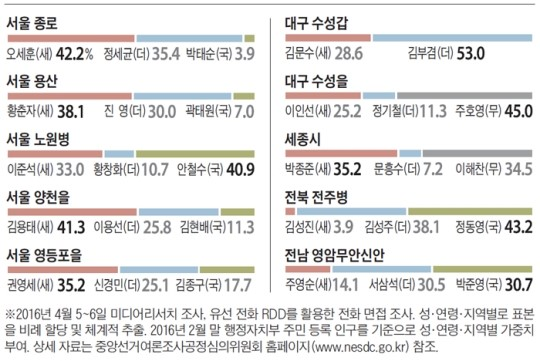 서울 종로
오세훈(새) 42.2% 정세균(더) 35.4 박태순(국) 3.9
서울 용산
황춘자(새) 38.1 진 영(더) 30.0 곽태원(국) 7.0
서울 노원병
이준석(새) 33.0 황창화(더) 10.7 안철수(국) 40.9
서울 양천을
김용태(새) 41.3 이용선(더) 25.8 김현배(국) 11.3
서울 영등포을
권영세(새) 35.2 신경민(더) 25.1 김종구(국) 17.7
대구 수성갑
김문수(새) 28.6 김부겸(더) 53.0
대구 수성을
이인선(새) 25.2 정기철(더) 11.3 주호영(무) 45.0
세종시
박종준(새) 35.2 문흥수(더) 7.2 이해찬(무) 34.5
전북 전주병
김성진(새) 3.9 김성주(더) 38.1 정동영(국) 43.2
전남 영암무안신안
주영순(새) 14.1 서삼석(더) 30.5 박준영(국) 30.7
※2016년 4월 5~6일 미디어리서치 조사. 유선 전화 RDD를 활용한 전화 면접 조사. 성·연령·지역별로 표본
을 비례 할당 및 체계적 추출. 2016년 2월 말 행정자치부 주민 등록 인구를 기준으로 성·연령·지역별 가중치
부여. 상세 자료는 중앙선거여론조사공정심의위원회 홈페이지(www.nesdc.go.kr) 참조.